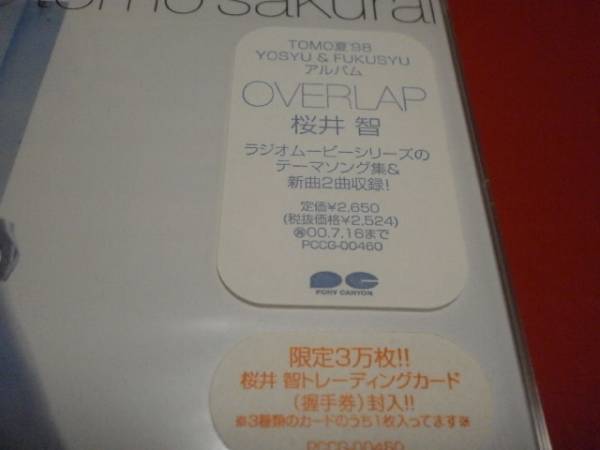 tomo sakurai
TOMO夏'98
YOSYU & FUKUSYU
アルバム
OVERLAP
桜井 智
ラジオムービーシリーズの
テーマソング集&
新曲2曲収録!
定価¥2,650
(税抜価格¥2,524)
㋐00.7.16まで
PCCG-00460
PONY CANYON
限定3万枚!!
桜井 智トレーディングカード
(握手券)封入!!
※3種類のカードのうち1枚入ってます※
PCCG-00460